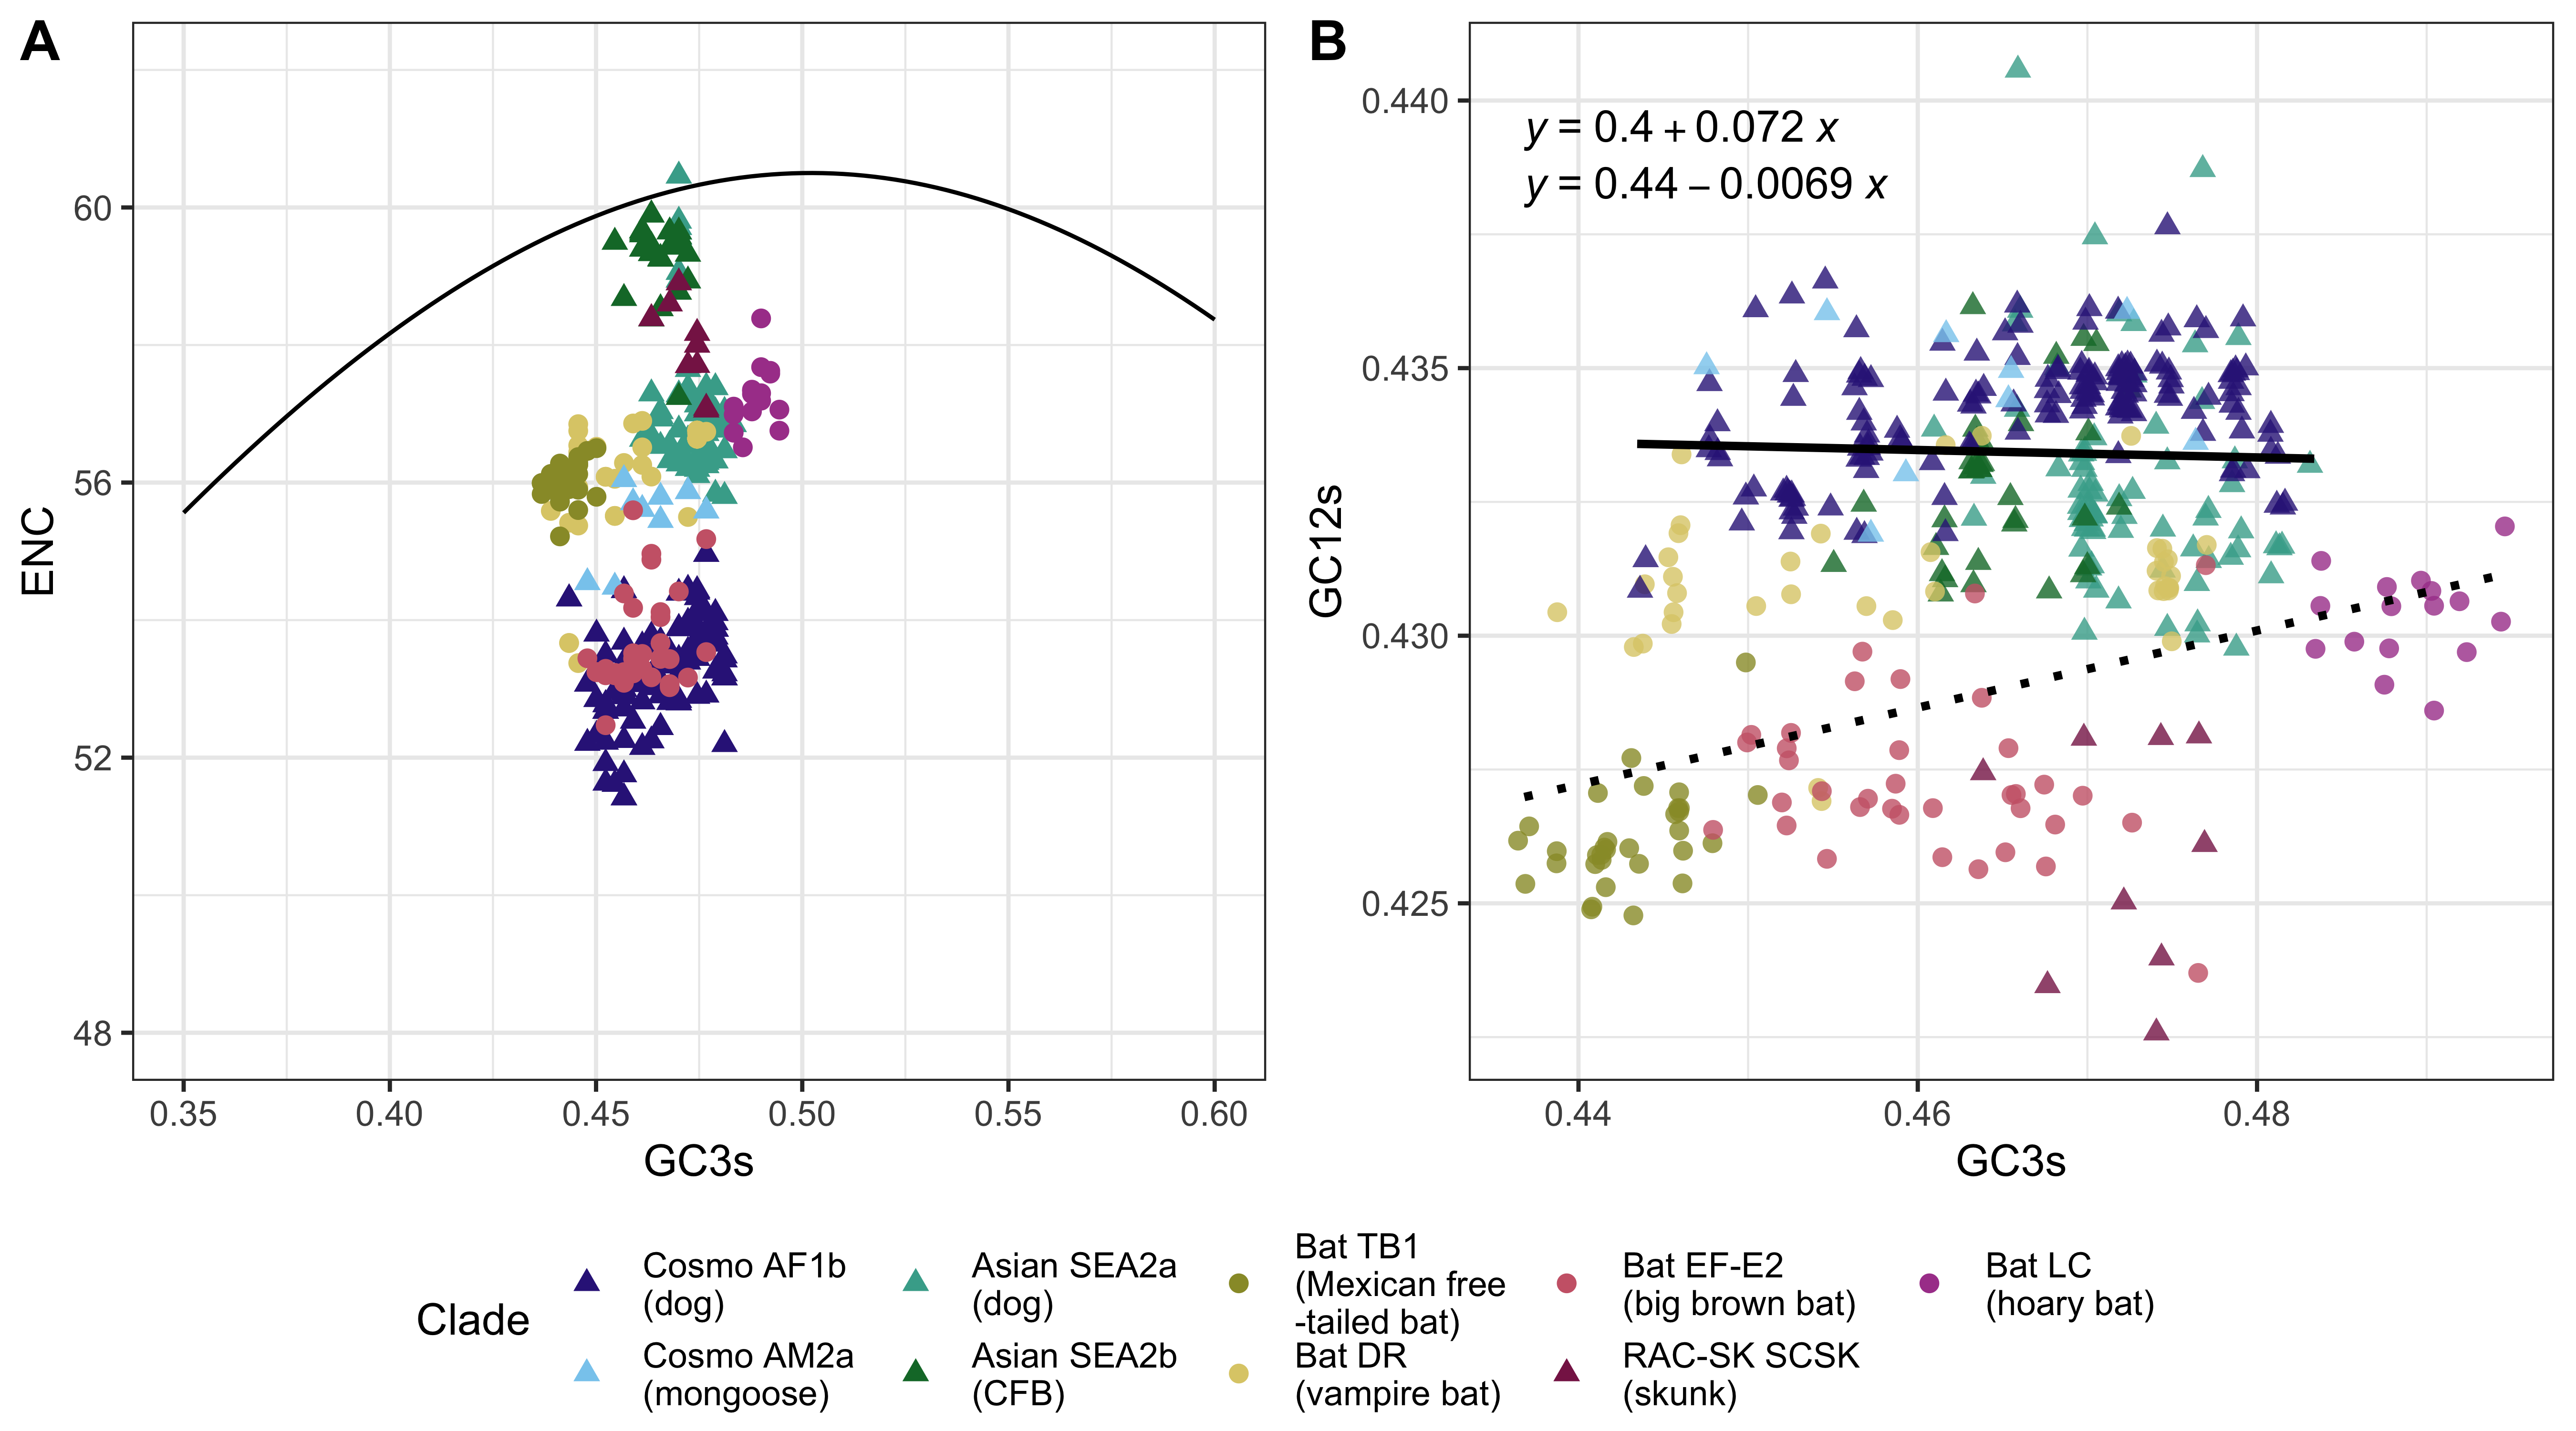 A
B
60
56
52
48
ENC
0.35 0.40 0.45 0.50 0.55 0.60
GC3s
0.440
0.435
0.430
0.425
GC12s
y = 0.4 + 0.072 x
y = 0.44 – 0.0069 x
0.44 0.46 0.48
GC3s
Clade
Cosmo AF1b
(dog)
Cosmo AM2a
(mongoose)
Asian SEA2a
(dog)
Asian SEA2b
(CFB)
Bat TB1
(Mexican free
-tailed bat)
Bat DR
(vampire bat)
Bat EF-E2
(big brown bat)
RAC-SK SCSK
(skunk)
Bat LC
(hoary bat)